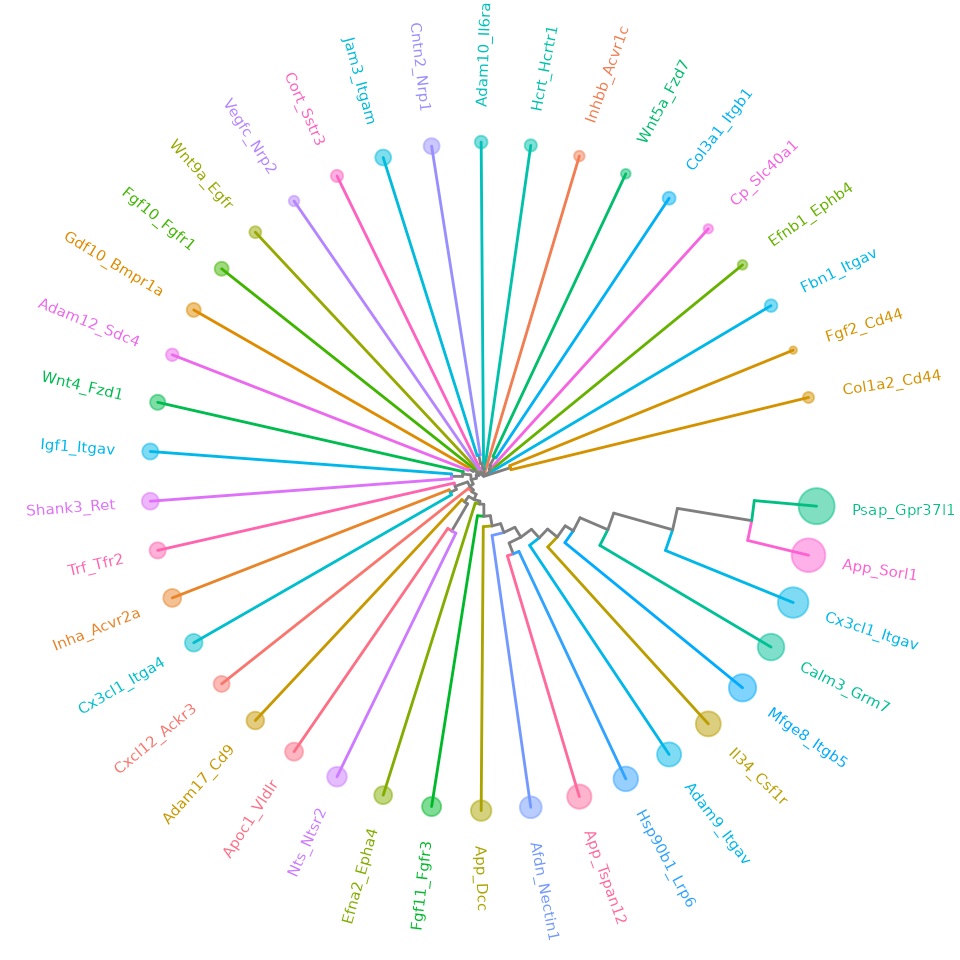 Adam10_Il6ra
Hcrt_Hcrtr1
Inhbb_Acvr1c
Wnt5a_Fzd7
Col3a1_Itgb1
Cp_Slc40a1
Efnb1_Ephb4
Fbn1_Itgav
Fgf2_Cd44
Col1a2_Cd44
Psap_Gpr37l1
App_Sorl1
Cx3cl1_Itgav
Calm3_Grm7
Mfge8_Itgb5
Il34_Csf1r
Adam9_Itgav
Hsp90b1_Lrp6
App_Tspan12
Afdn_Nectin1
App_Dcc
Fgf11_Fgfr3
Efna2_Epha4
Nts_Ntsr2
Apoc1_Vldlr
Adam17_Cd9
Cxcl12_Ackr3
Cx3cl1_Itga4
Inha_Acvr2a
Trf_Tfr2
Shank3_Ret
Igf1_Itgav
Wnt4_Fzd1
Adam12_Sdc4
Gdf10_Bmpr1a
Fgf10_Fgfr1
Wnt9a_Egfr
Vegfc_Nrp2
Cort_Sstr3
Jam3_Itgam
Cntn2_Nrp1